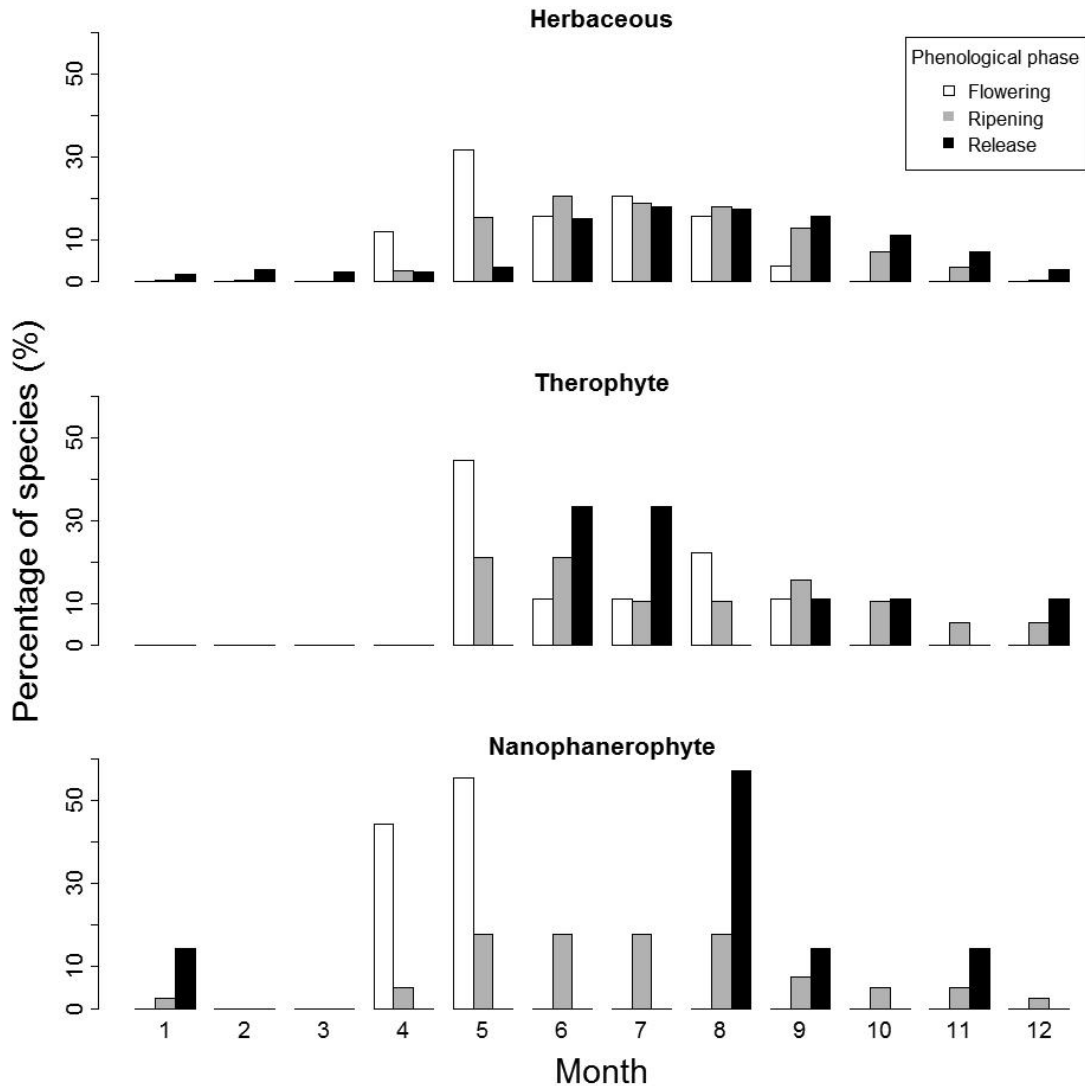 Herbaceous
Phenological phase
Flowering
Ripening
Release
50
30
10
0
Therophyte
50
30
10
0
Percentage of species (%)
Nanophanerophyte
50
30
10
0
1 2 3 4 5 6 7 8 9 10 11 12
Month